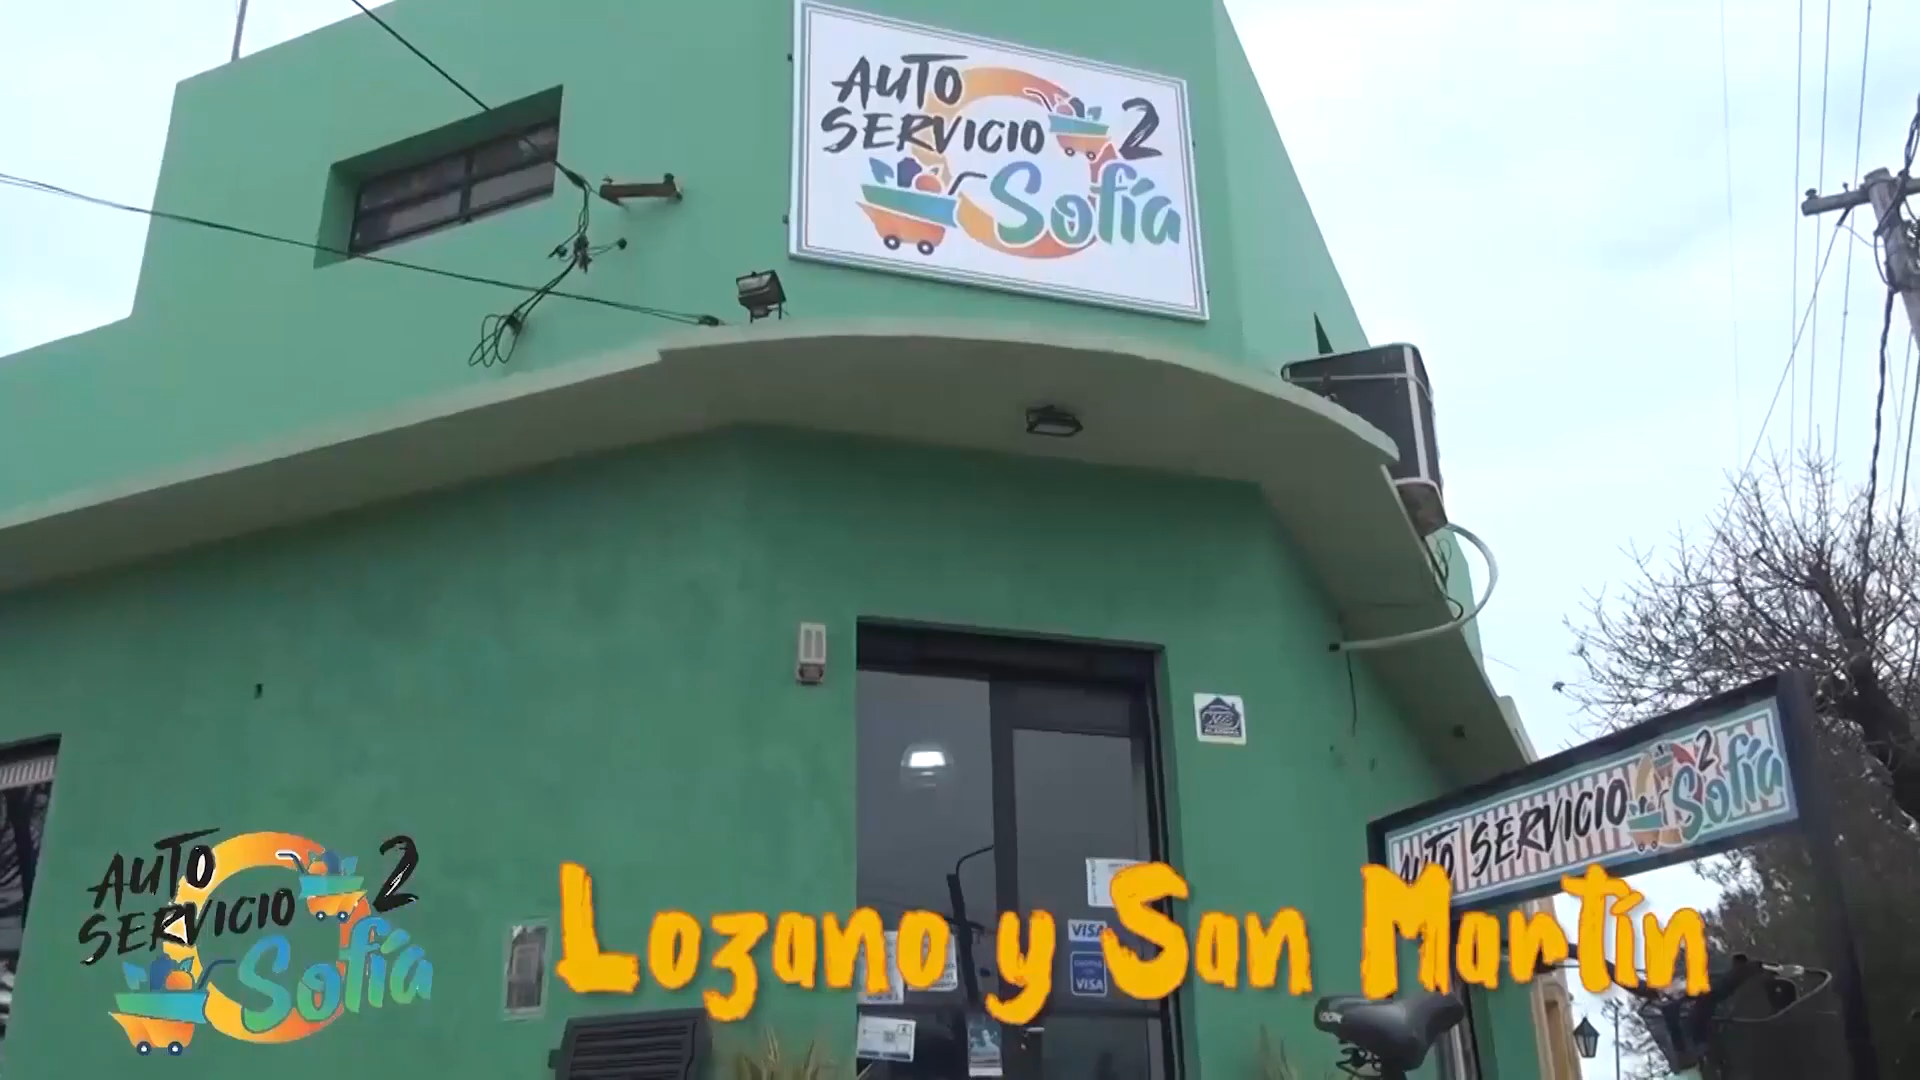 AUTO
SERVICIO 2
Sofía
AUTO SERVICIO 2 Sofía
AUTO
SERVICIO 2
Sofía
Lozano y San Martín
VISA
VISA